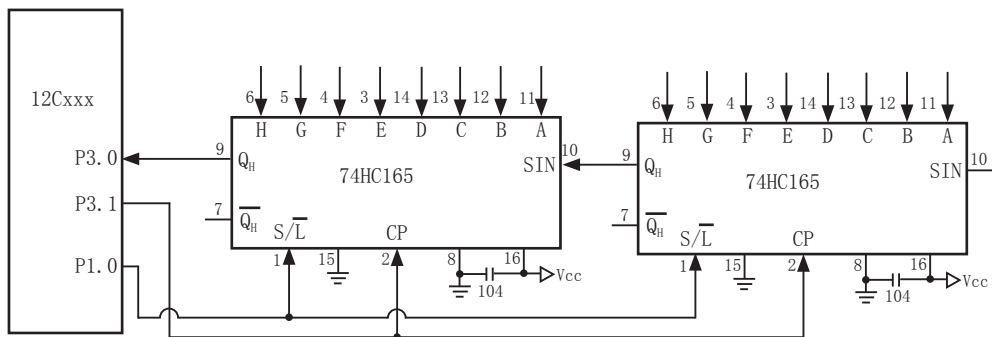 12Cxxx
P3.0
P3.1
P1.0
6 5 4 3 14 13 12 11
H G F E D C B A
9 Q_H 74HC165 SIN 10
7 Q̅_H̅ S/L̅ CP
1 15 2 8 16
104 Vcc
6 5 4 3 14 13 12 11
H G F E D C B A
9 Q_H 74HC165 SIN 10
7 Q̅_H̅ S/L̅ CP
1 15 2 8 16
104 Vcc